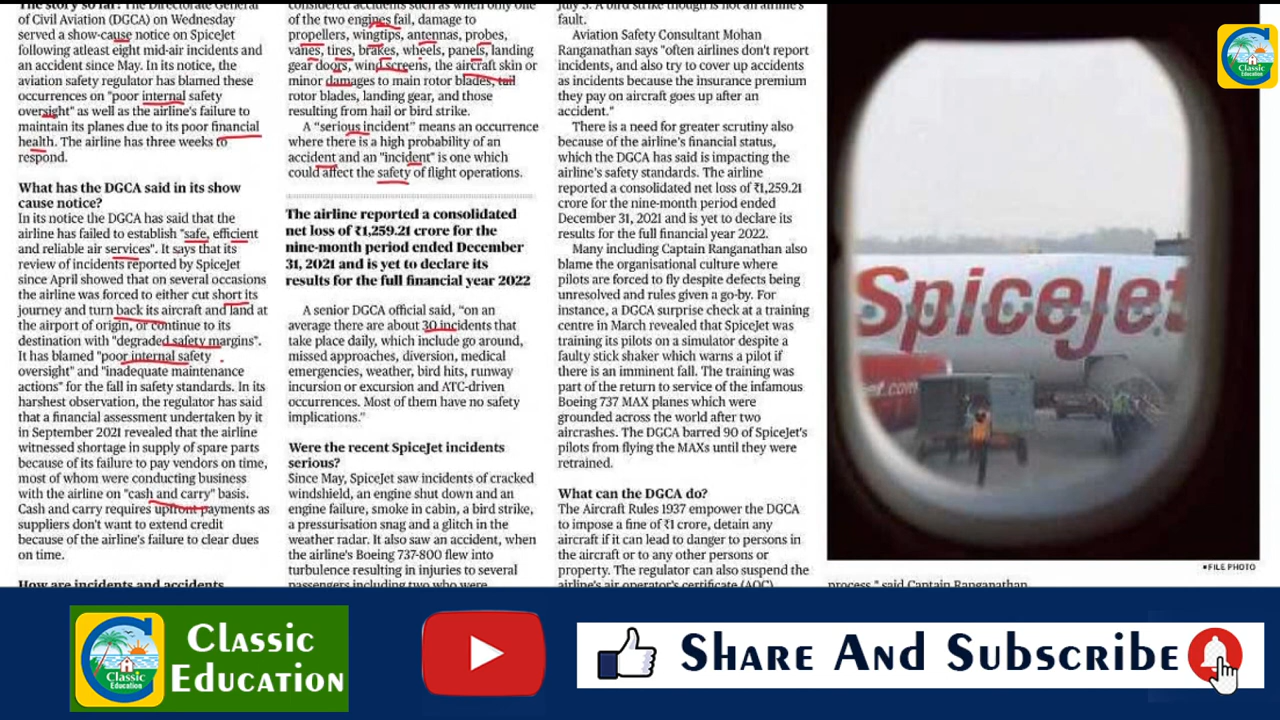 The story so far: The Directorate General
of Civil Aviation (DGCA) on Wednesday
served a show-cause notice on SpiceJet
following atleast eight mid-air incidents and
an accident since May. In its notice, the
aviation safety regulator has blamed these
occurrences on "poor internal safety
oversight" as well as the airline's failure to
maintain its planes due to its poor financial
health. The airline has three weeks to
respond.
What has the DGCA said in its show
cause notice?
In its notice the DGCA has said that the
airline has failed to establish "safe, efficient
and reliable air services". It says that its
review of incidents reported by SpiceJet
since April showed that on several occasions
the airline was forced to either cut short its
journey and turn back its aircraft and land at
the airport of origin, or continue to its
destination with "degraded safety margins".
It has blamed "poor internal safety
oversight" and "inadequate maintenance
actions" for the fall in safety standards. In its
harshest observation, the regulator has said
that a financial assessment undertaken by it
in September 2021 revealed that the airline
witnessed shortage in supply of spare parts
because of its failure to pay vendors on time,
most of whom were conducting business
with the airline on "cash and carry" basis.
Cash and carry requires upfront payments as
suppliers don't want to extend credit
because of the airline's failure to clear dues
on time.
How are incidents and accidents
considered accidents such as when only one
of the two engines fail, damage to
propellers, wingtips, antennas, probes,
vanes, tires, brakes, wheels, panels, landing
gear doors, wind screens, the aircraft skin or
minor damages to main rotor blades, tail
rotor blades, landing gear, and those
resulting from hail or bird strike.
A "serious incident" means an occurrence
where there is a high probability of an
accident and an "incident" is one which
could affect the safety of flight operations.
The airline reported a consolidated
net loss of ₹1,259.21 crore for the
nine-month period ended December
31, 2021 and is yet to declare its
results for the full financial year 2022
A senior DGCA official said, "on an
average there are about 30 incidents that
take place daily, which include go around,
missed approaches, diversion, medical
emergencies, weather, bird hits, runway
incursion or excursion and ATC-driven
occurrences. Most of them have no safety
implications."
Were the recent SpiceJet incidents
serious?
Since May, SpiceJet saw incidents of cracked
windshield, an engine shut down and an
engine failure, smoke in cabin, a bird strike,
a pressurisation snag and a glitch in the
weather radar. It also saw an accident, when
the airline's Boeing 737-800 flew into
turbulence resulting in injuries to several
passengers including two who were
July 3. A bird strike though is not an airline's
fault.
Aviation Safety Consultant Mohan
Ranganathan says "often airlines don't report
incidents, and also try to cover up accidents
as incidents because the insurance premium
they pay on aircraft goes up after an
accident."
There is a need for greater scrutiny also
because of the airline's financial status,
which the DGCA has said is impacting the
airline's safety standards. The airline
reported a consolidated net loss of ₹1,259.21
crore for the nine-month period ended
December 31, 2021 and is yet to declare its
results for the full financial year 2022.
Many including Captain Ranganathan also
blame the organisational culture where
pilots are forced to fly despite defects being
unresolved and rules given a go-by. For
instance, a DGCA surprise check at a training
centre in March revealed that SpiceJet was
training its pilots on a simulator despite a
faulty stick shaker which warns a pilot if
there is an imminent fall. The training was
part of the return to service of the infamous
Boeing 737 MAX planes which were
grounded across the world after two
aircrashes. The DGCA barred 90 of SpiceJet's
pilots from flying the MAXs until they were
retrained.
What can the DGCA do?
The Aircraft Rules 1937 empower the DGCA
to impose a fine of ₹1 crore, detain any
aircraft if it can lead to danger to persons in
the aircraft or to any other persons or
property. The regulator can also suspend the
airline's air operator's certificate (AOC)
SpiceJet
jet.com
▪FILE PHOTO
process," said Captain Ranganathan
Classic
Education
Classic
Education
Classic
Education
Share And Subscribe